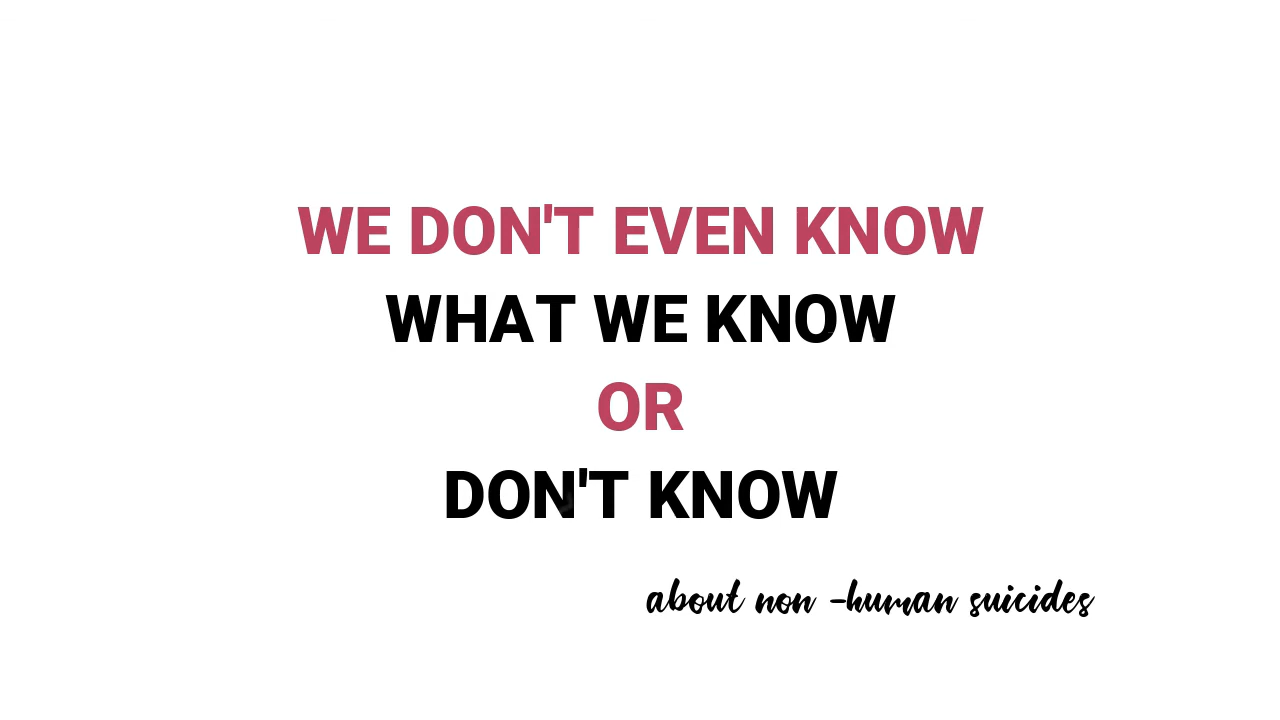 WE DON'T EVEN KNOW
WHAT WE KNOW
OR
DON'T KNOW
about non -human suicides